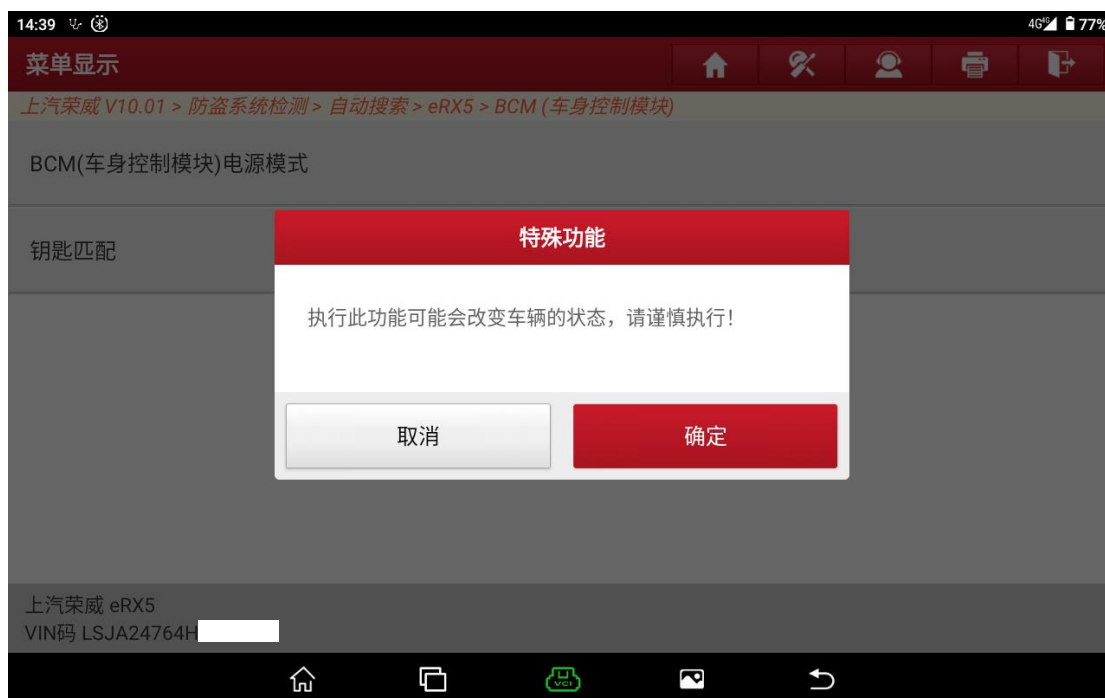 14:39
4G 4G 77%
菜单显示
上汽荣威 V10.01 > 防盗系统检测 > 自动搜索 > eRX5 > BCM (车身控制模块)
BCM(车身控制模块)电源模式
钥匙匹配
特殊功能
执行此功能可能会改变车辆的状态，请谨慎执行！
取消
确定
上汽荣威 eRX5
VIN码 LSJA24764H
VCI